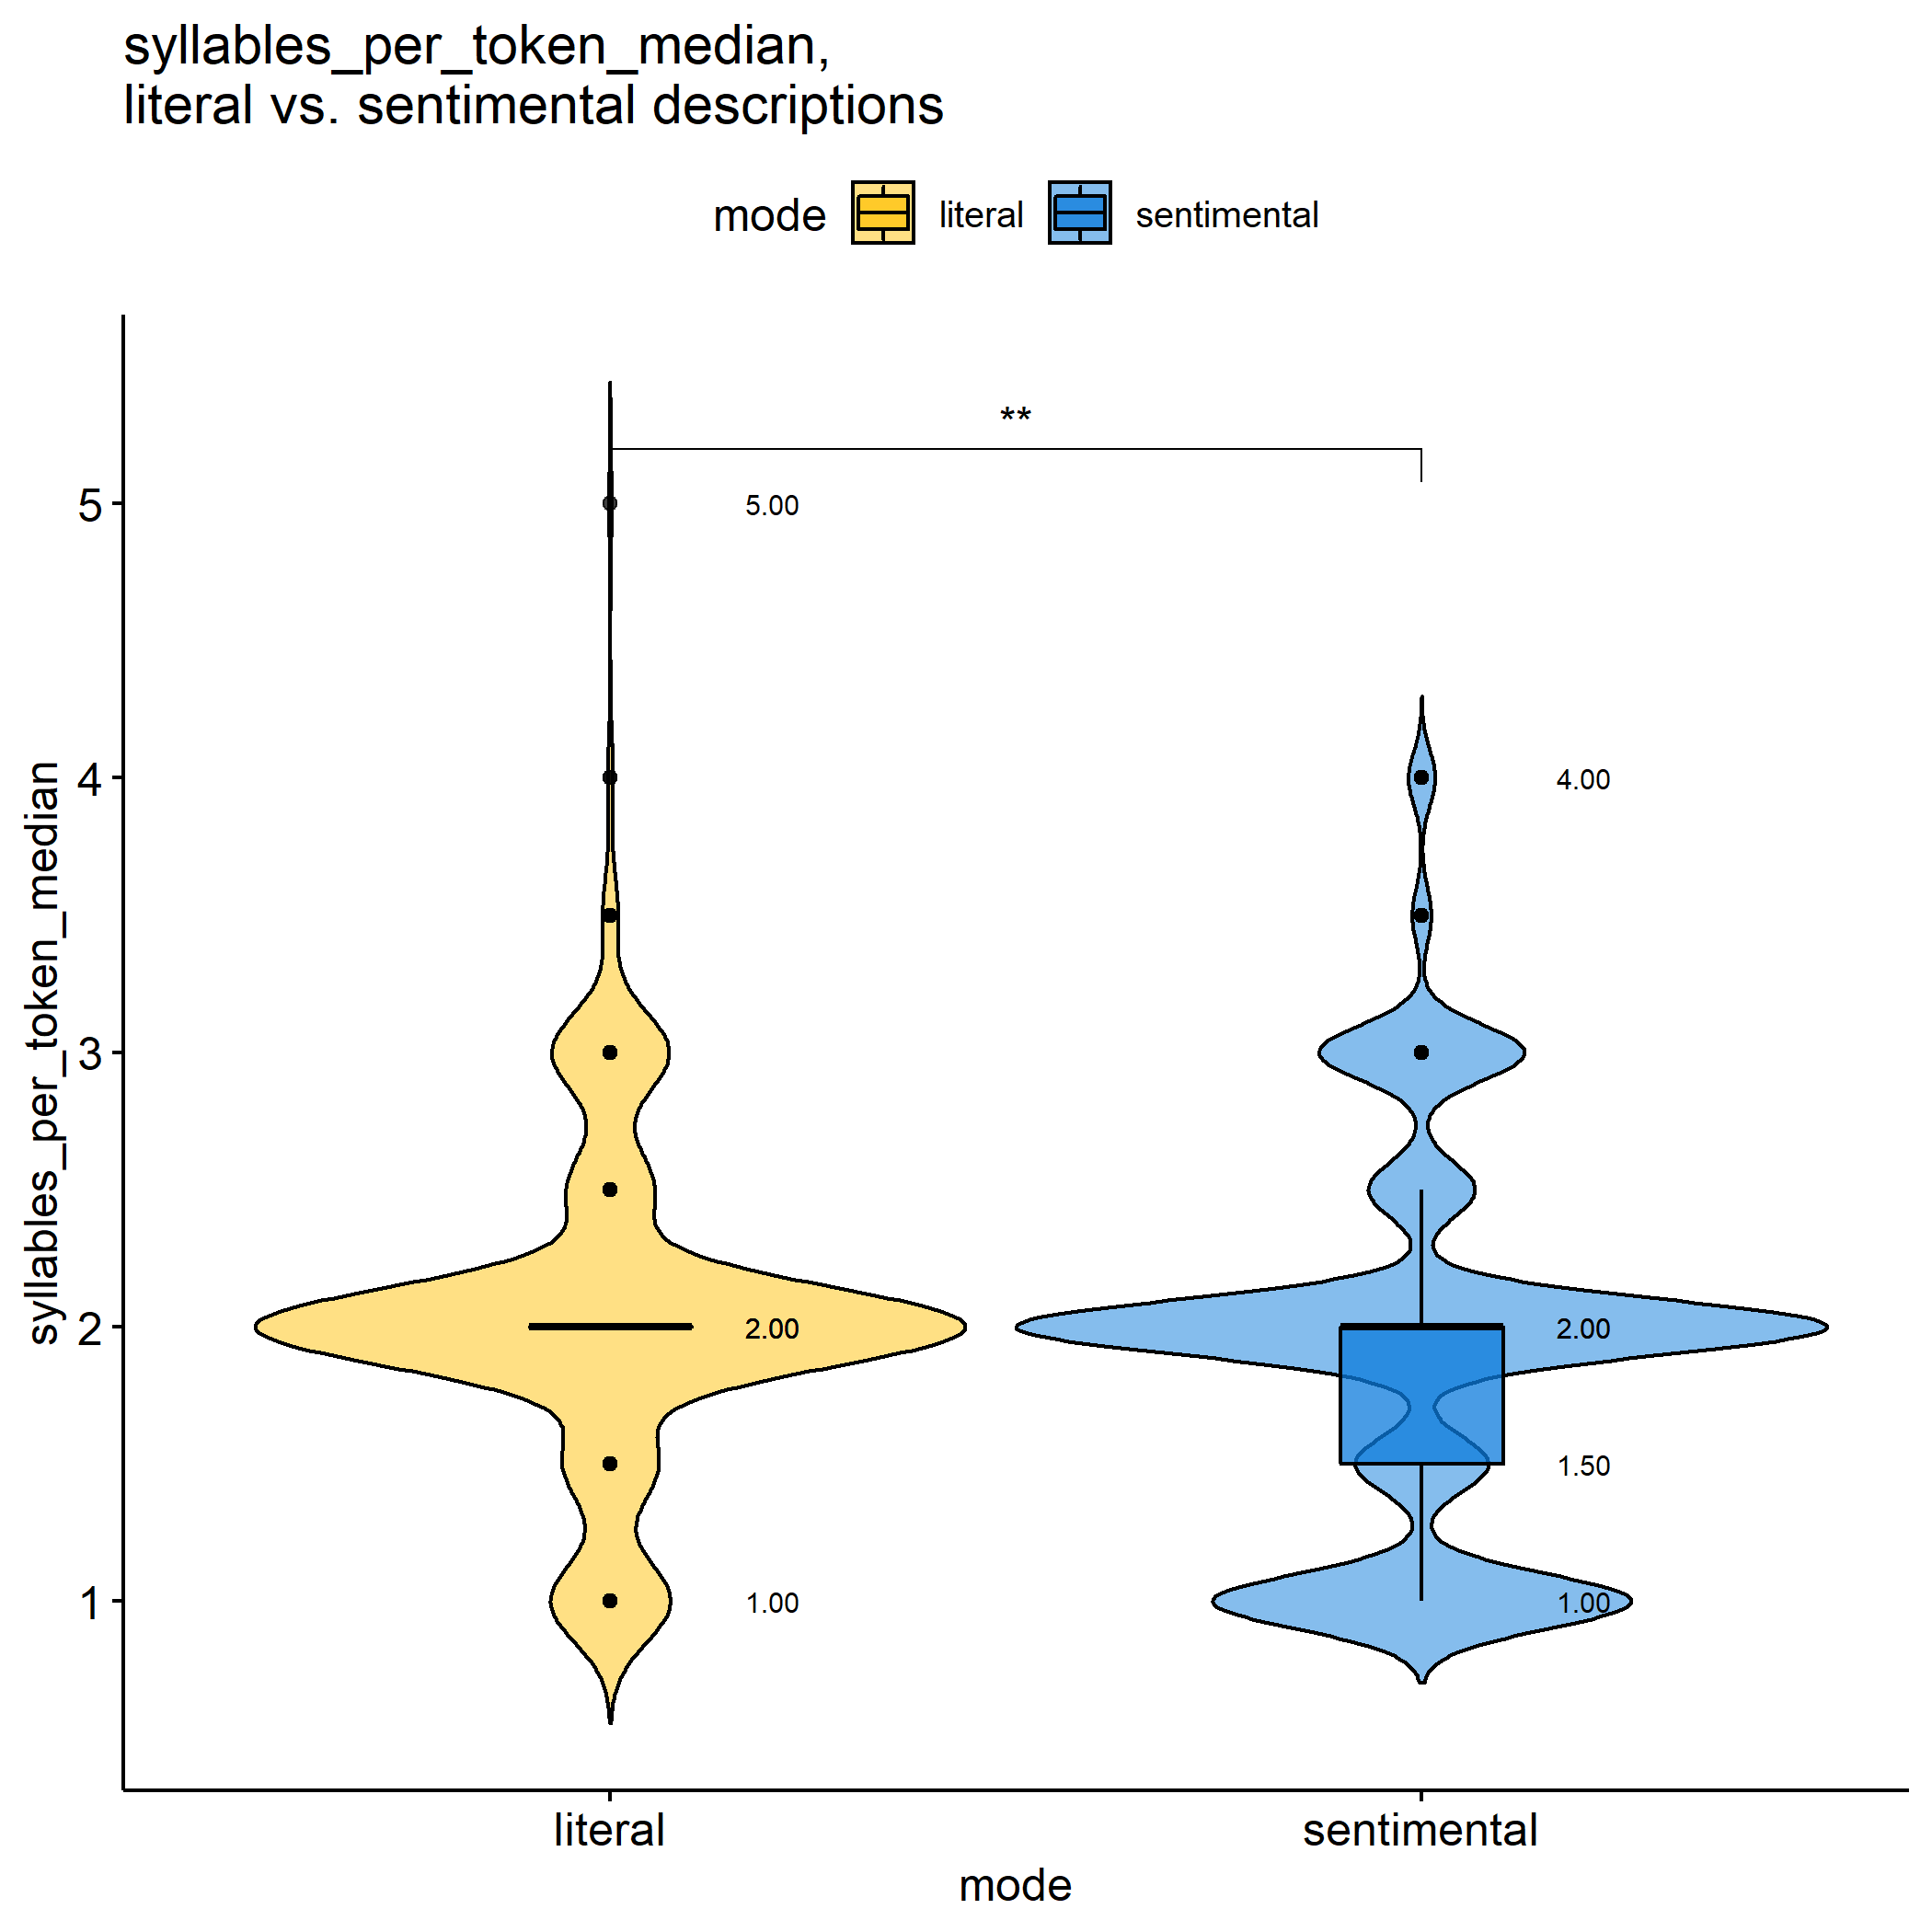 syllables_per_token_median,
literal vs. sentimental descriptions
mode literal sentimental
**
5.00
4.00
2.00 2.00
1.50
1.00 1.00
5
4
3
2
1
syllables_per_token_median
literal sentimental
mode